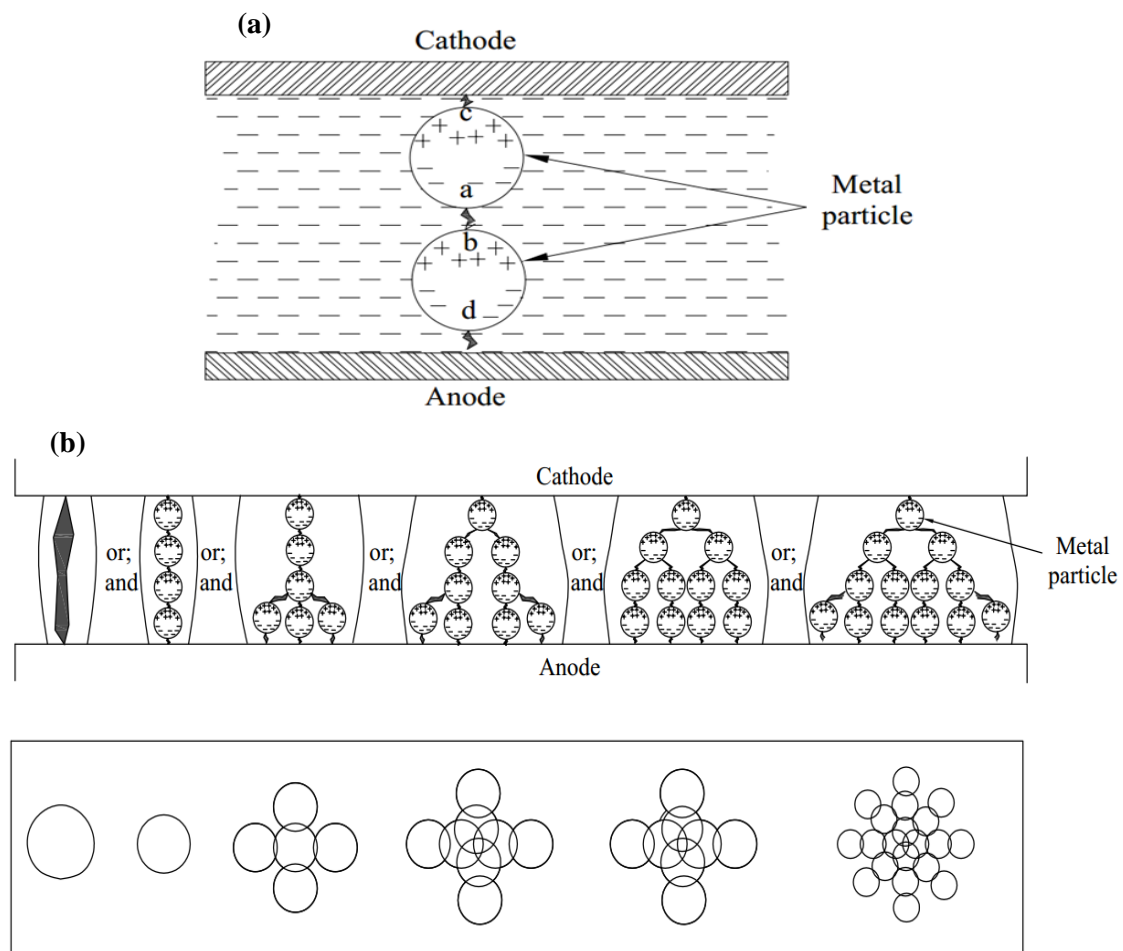 (a)
Cathode
c
a
b
d
Metal
particle
Anode
(b)
Cathode
or; or; or; or; or;
and and and and and
Metal
particle
Anode